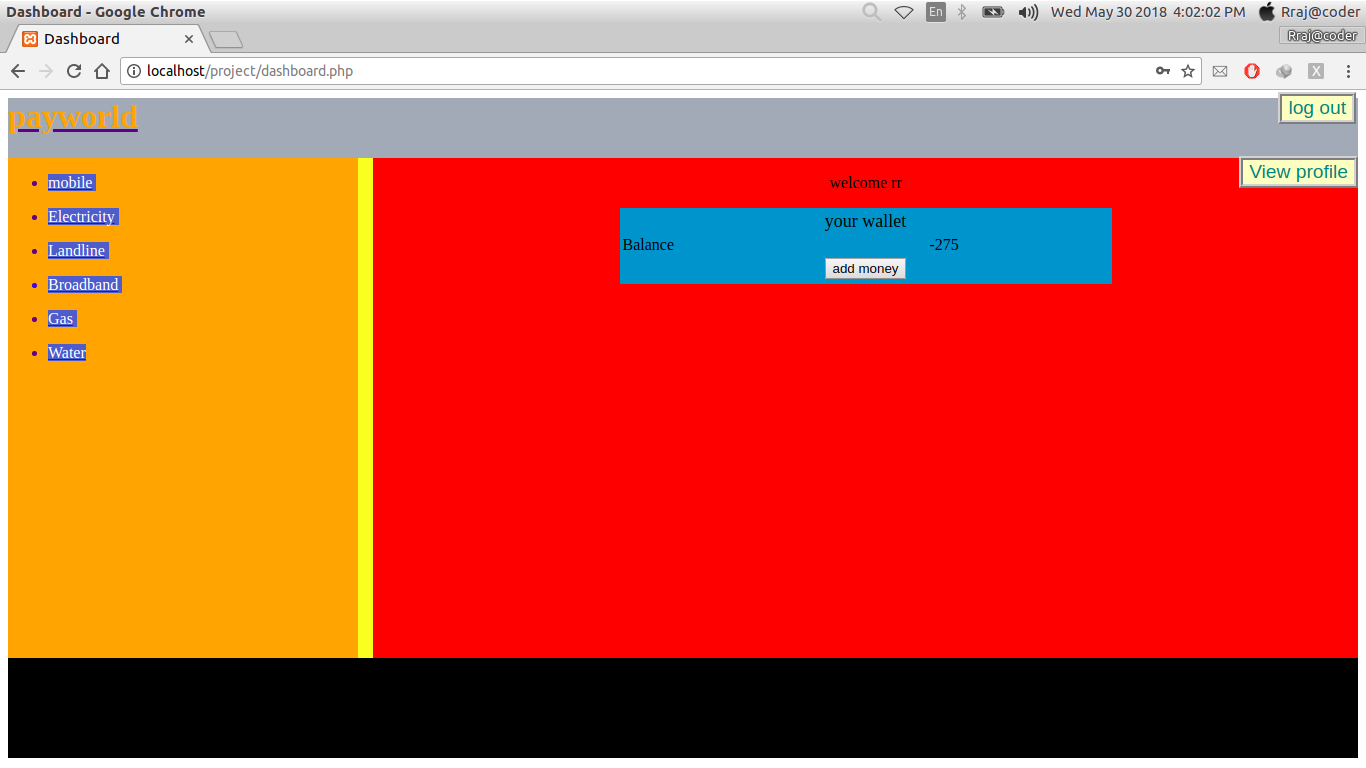 Dashboard - Google Chrome
En
Wed May 30 2018 4:02:02 PM
Rraj@coder
Dashboard
Rraj@coder
localhost/project/dashboard.php
X
payworld
log out
View profile
mobile
Electricity
Landline
Broadband
Gas
Water
welcome rr
your wallet
Balance -275
add money